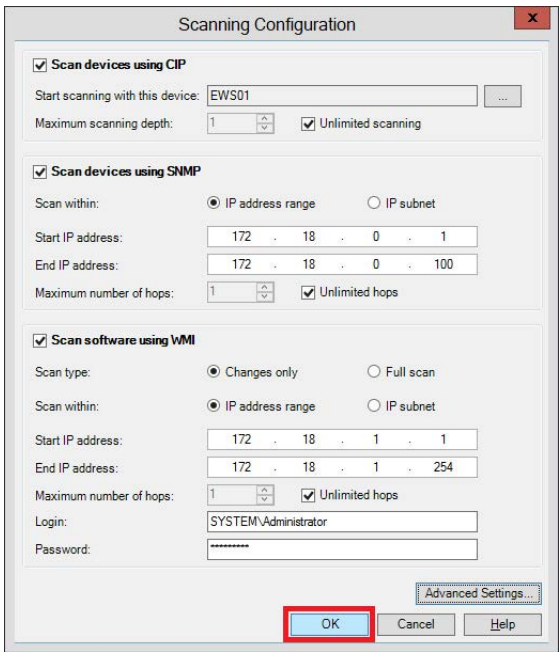 Scanning Configuration x
Scan devices using CIP
Start scanning with this device: EWS01 ...
Maximum scanning depth: 1 Unlimited scanning
Scan devices using SNMP
Scan within: IP address range IP subnet
Start IP address: 172 . 18 . 0 . 1
End IP address: 172 . 18 . 0 . 100
Maximum number of hops: 1 Unlimited hops
Scan software using WMI
Scan type: Changes only Full scan
Scan within: IP address range IP subnet
Start IP address: 172 . 18 . 1 . 1
End IP address: 172 . 18 . 1 . 254
Maximum number of hops: 1 Unlimited hops
Login: SYSTEM\Administrator
Password: *********
Advanced Settings...
OK Cancel Help